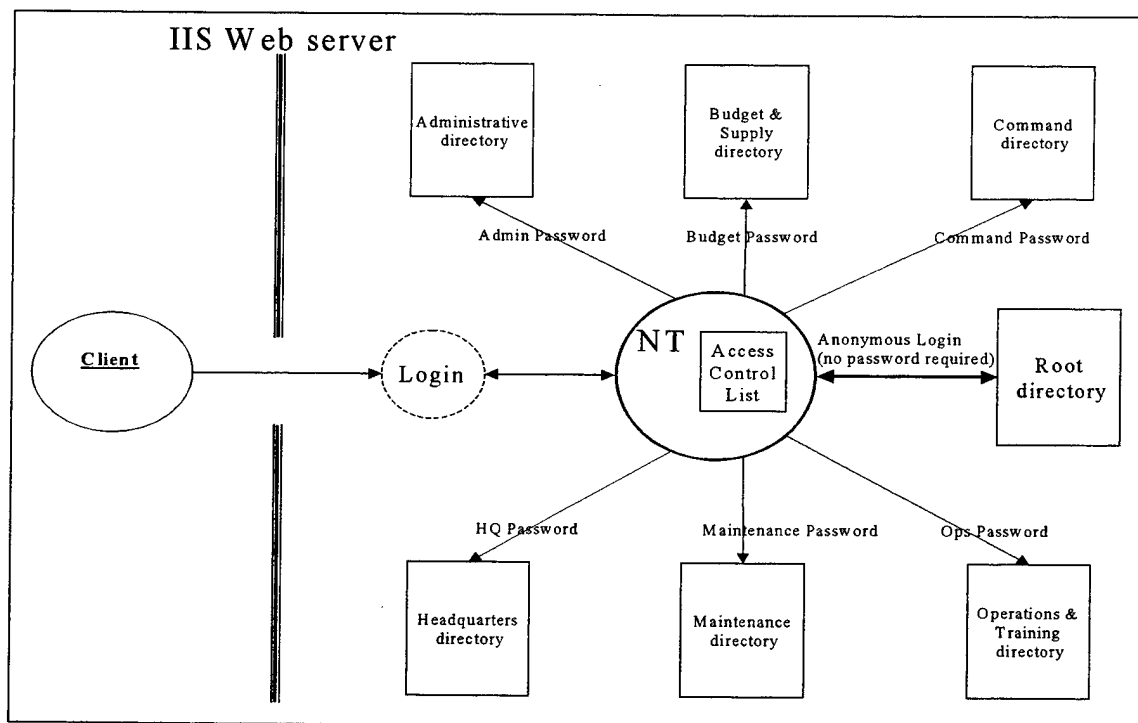 IIS Web server
Administrative
directory
Budget &
Supply
directory
Command
directory
Admin Password
Budget Password
Command Password
Client
Login
NT
Access
Control
List
Anonymous Login
(no password required)
Root
directory
HQ Password
Maintenance Password
Ops Password
Headquarters
directory
Maintenance
directory
Operations &
Training
directory